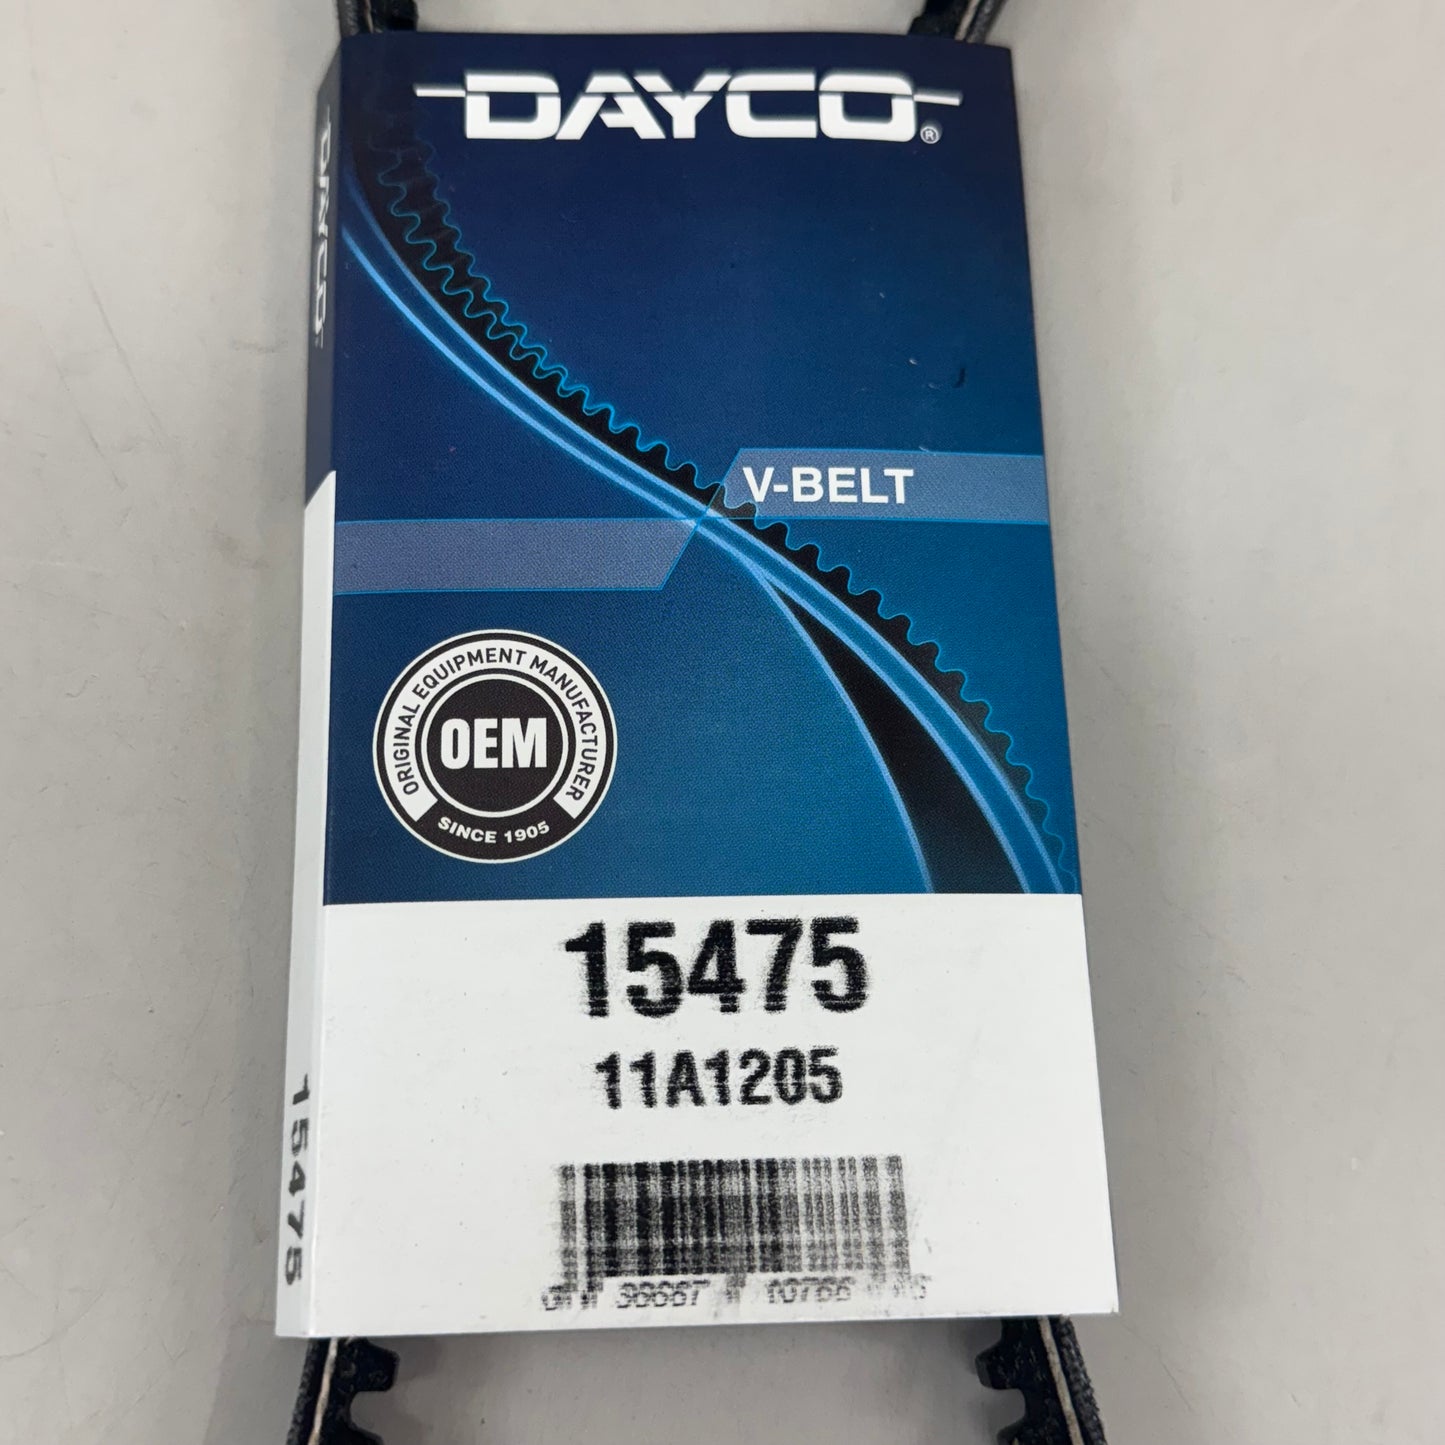 DAYCO®
DAYCO
V-BELT
ORIGINAL EQUIPMENT MANUFACTURER
OEM
SINCE 1905
15475
11A1205
15475